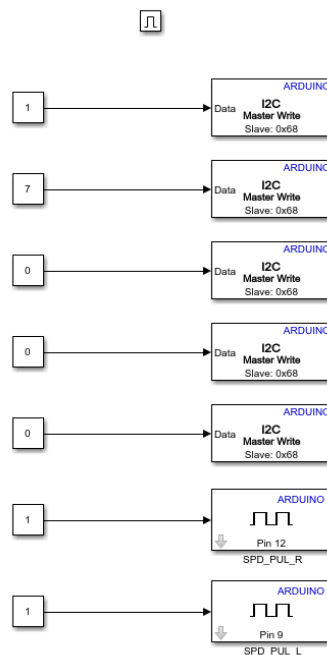 ARDUINO
1
Data
I2C
Master Write
Slave: 0x68
ARDUINO
7
Data
I2C
Master Write
Slave: 0x68
ARDUINO
0
Data
I2C
Master Write
Slave: 0x68
ARDUINO
0
Data
I2C
Master Write
Slave: 0x68
ARDUINO
0
Data
I2C
Master Write
Slave: 0x68
ARDUINO
1
Pin 12
SPD_PUL_R
ARDUINO
1
Pin 9
SPD_PUL_L